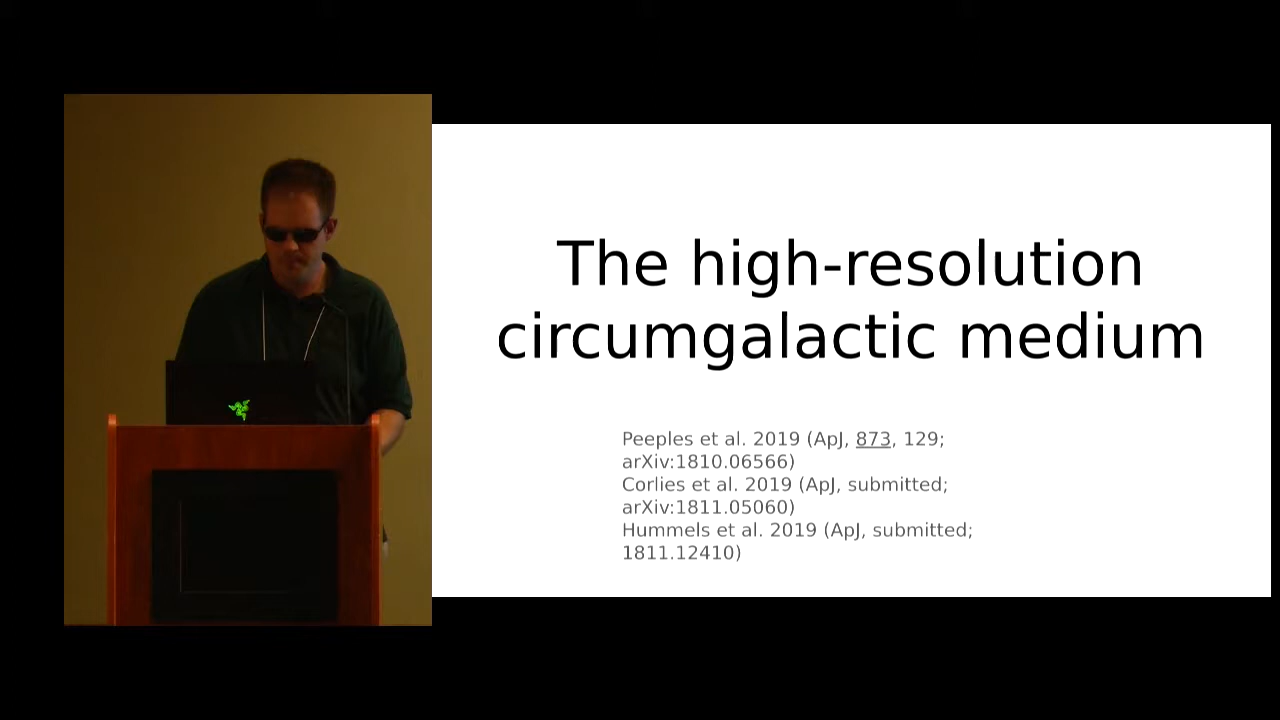 The high-resolution
circumgalactic medium
Peeples et al. 2019 (ApJ, 873, 129;
arXiv:1810.06566)
Corlies et al. 2019 (ApJ, submitted;
arXiv:1811.05060)
Hummels et al. 2019 (ApJ, submitted;
1811.12410)